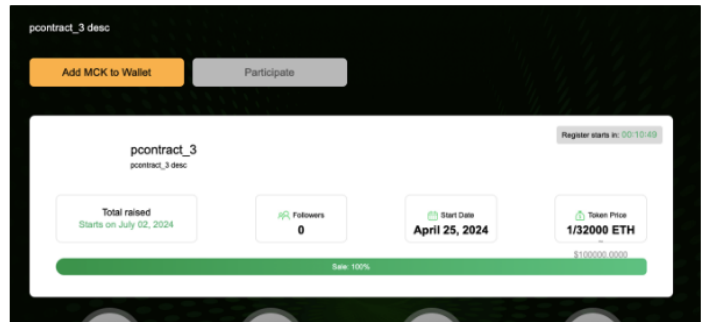 pcontract_3 desc
Add MCK to Wallet
Participate
Register starts in: 00:10:49
pcontract_3
pcontract_3 desc
Total raised
Starts on July 02, 2024
Followers
0
Start Date
April 25, 2024
Token Price
1/32000 ETH
~
$100000.0000
Sale: 100%